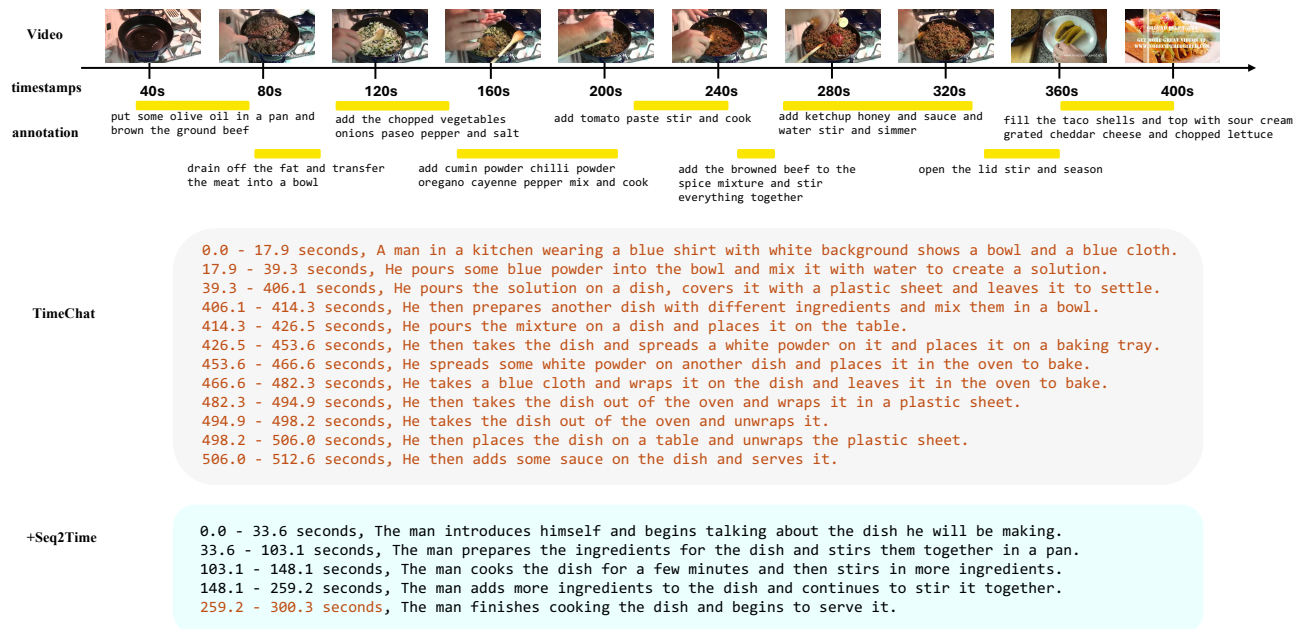 Video
timestamps
40s 80s 120s 160s 200s 240s 280s 320s 360s 400s
annotation
put some olive oil in a pan and
brown the ground beef
add the chopped vegetables
onions paseo pepper and salt
add tomato paste stir and cook
add ketchup honey and sauce and
water stir and simmer
fill the taco shells and top with sour cream
grated cheddar cheese and chopped lettuce
drain off the fat and transfer
the meat into a bowl
add cumin powder chilli powder
oregano cayenne pepper mix and cook
add the browned beef to the
spice mixture and stir
everything together
open the lid stir and season
TimeChat
0.0 - 17.9 seconds, A man in a kitchen wearing a blue shirt with white background shows a bowl and a blue cloth.
17.9 - 39.3 seconds, He pours some blue powder into the bowl and mix it with water to create a solution.
39.3 - 406.1 seconds, He pours the solution on a dish, covers it with a plastic sheet and leaves it to settle.
406.1 - 414.3 seconds, He then prepares another dish with different ingredients and mix them in a bowl.
414.3 - 426.5 seconds, He pours the mixture on a dish and places it on the table.
426.5 - 453.6 seconds, He then takes the dish and spreads a white powder on it and places it on a baking tray.
453.6 - 466.6 seconds, He spreads some white powder on another dish and places it in the oven to bake.
466.6 - 482.3 seconds, He takes a blue cloth and wraps it on the dish and leaves it in the oven to bake.
482.3 - 494.9 seconds, He then takes the dish out of the oven and wraps it in a plastic sheet.
494.9 - 498.2 seconds, He takes the dish out of the oven and unwraps it.
498.2 - 506.0 seconds, He then places the dish on a table and unwraps the plastic sheet.
506.0 - 512.6 seconds, He then adds some sauce on the dish and serves it.
+Seq2Time
0.0 - 33.6 seconds, The man introduces himself and begins talking about the dish he will be making.
33.6 - 103.1 seconds, The man prepares the ingredients for the dish and stirs them together in a pan.
103.1 - 148.1 seconds, The man cooks the dish for a few minutes and then stirs in more ingredients.
148.1 - 259.2 seconds, The man adds more ingredients to the dish and continues to stir it together.
259.2 - 300.3 seconds, The man finishes cooking the dish and begins to serve it.